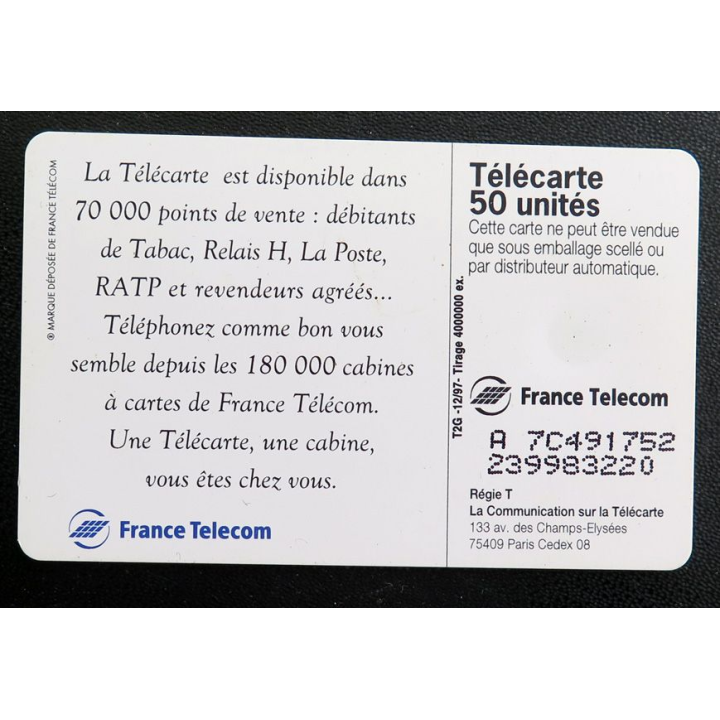 ® MARQUE DÉPOSÉE DE FRANCE TÉLÉCOM
La Télécarte est disponible dans
70 000 points de vente : débitants
de Tabac, Relais H, La Poste,
RATP et revendeurs agréés...
Téléphonez comme bon vous
semble depuis les 180 000 cabines
à cartes de France Télécom.
Une Télécarte, une cabine,
vous êtes chez vous.
France Telecom
T2G -12/97- Tirage 4000000 ex.
Télécarte
50 unités
Cette carte ne peut être vendue
que sous emballage scellé ou
par distributeur automatique.
France Telecom
A 7C491752
239983220
Régie T
La Communication sur la Télécarte
133 av. des Champs-Elysées
75409 Paris Cedex 08